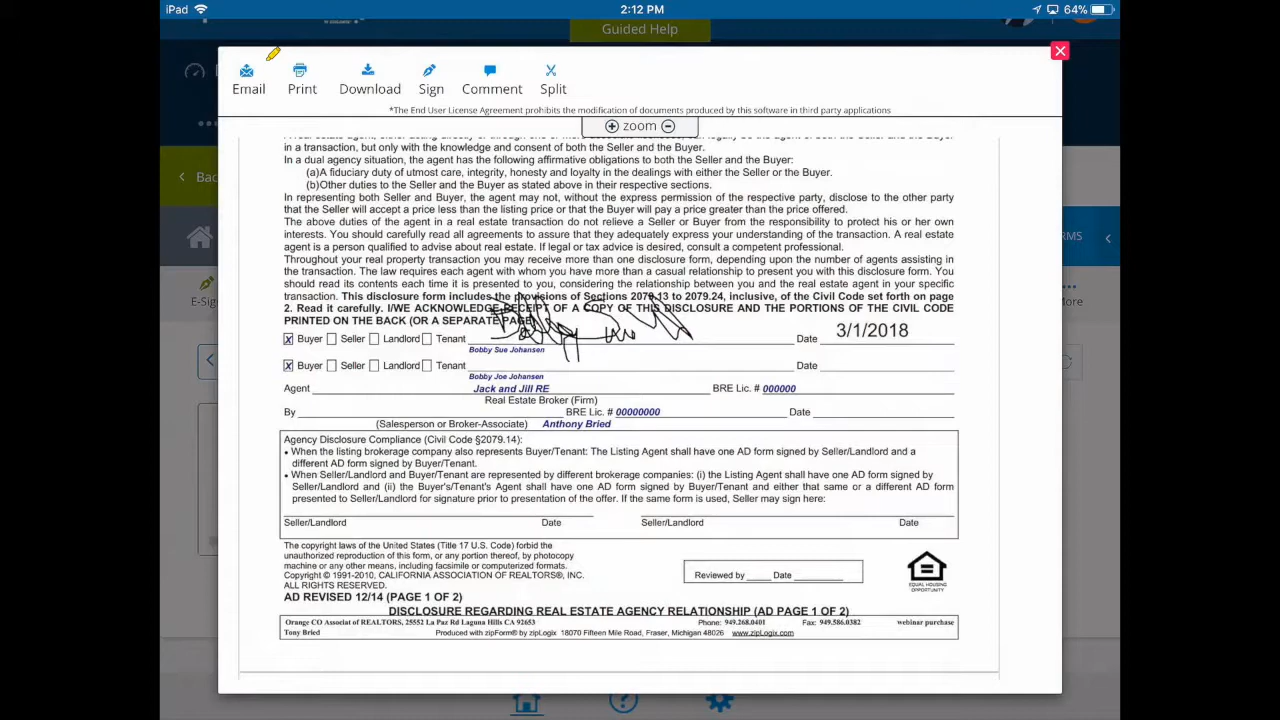 iPad 2:12 PM 64%
Guided Help
Email Print Download Sign Comment Split
*The End User License Agreement prohibits the modification of documents produced by this software in third party applications
zoom
Back
RMS
E-Sig
More
in a transaction, but only with the knowledge and consent of both the Seller and the Buyer.
In a dual agency situation, the agent has the following affirmative obligations to both the Seller and the Buyer:
(a)A fiduciary duty of utmost care, integrity, honesty and loyalty in the dealings with either the Seller or the Buyer.
(b)Other duties to the Seller and the Buyer as stated above in their respective sections.
In representing both Seller and Buyer, the agent may not, without the express permission of the respective party, disclose to the other party
that the Seller will accept a price less than the listing price or that the Buyer will pay a price greater than the price offered.
The above duties of the agent in a real estate transaction do not relieve a Seller or Buyer from the responsibility to protect his or her own
interests. You should carefully read all agreements to assure that they adequately express your understanding of the transaction. A real estate
agent is a person qualified to advise about real estate. If legal or tax advice is desired, consult a competent professional.
Throughout your real property transaction you may receive more than one disclosure form, depending upon the number of agents assisting in
the transaction. The law requires each agent with whom you have more than a casual relationship to present you with this disclosure form. You
should read its contents each time it is presented to you, considering the relationship between you and the real estate agent in your specific
transaction. This disclosure form includes the provisions of Sections 2079.13 to 2079.24, inclusive, of the Civil Code set forth on page
2. Read it carefully. I/WE ACKNOWLEDGE RECEIPT OF A COPY OF THIS DISCLOSURE AND THE PORTIONS OF THE CIVIL CODE
PRINTED ON THE BACK (OR A SEPARATE PAGE
X Buyer Seller Landlord Tenant Date 3/1/2018
Bobby Sue Johansen
X Buyer Seller Landlord Tenant Date
Bobby Joe Johansen
Agent Jack and Jill RE BRE Lic. # 000000
Real Estate Broker (Firm)
By BRE Lic. # 00000000 Date
(Salesperson or Broker-Associate) Anthony Bried
Agency Disclosure Compliance (Civil Code §2079.14):
• When the listing brokerage company also represents Buyer/Tenant: The Listing Agent shall have one AD form signed by Seller/Landlord and a
different AD form signed by Buyer/Tenant.
• When Seller/Landlord and Buyer/Tenant are represented by different brokerage companies: (i) the Listing Agent shall have one AD form signed by
Seller/Landlord and (ii) the Buyer's/Tenant's Agent shall have one AD form signed by Buyer/Tenant and either that same or a different AD form
presented to Seller/Landlord for signature prior to presentation of the offer. If the same form is used, Seller may sign here:
Seller/Landlord Date Seller/Landlord Date
The copyright laws of the United States (Title 17 U.S. Code) forbid the
unauthorized reproduction of this form, or any portion thereof, by photocopy
machine or any other means, including facsimile or computerized formats.
Copyright © 1991-2010, CALIFORNIA ASSOCIATION OF REALTORS®, INC.
ALL RIGHTS RESERVED.
Reviewed by Date
EQUAL HOUSING
OPPORTUNITY
AD REVISED 12/14 (PAGE 1 OF 2)
DISCLOSURE REGARDING REAL ESTATE AGENCY RELATIONSHIP (AD PAGE 1 OF 2)
Orange CO Associat of REALTORS, 25552 La Paz Rd Laguna Hills CA 92653 Phone: 949.268.0401 Fax: 949.586.0382 webinar purchase
Tony Bried Produced with zipForm® by zipLogix 18070 Fifteen Mile Road, Fraser, Michigan 48026 www.zipLogix.com